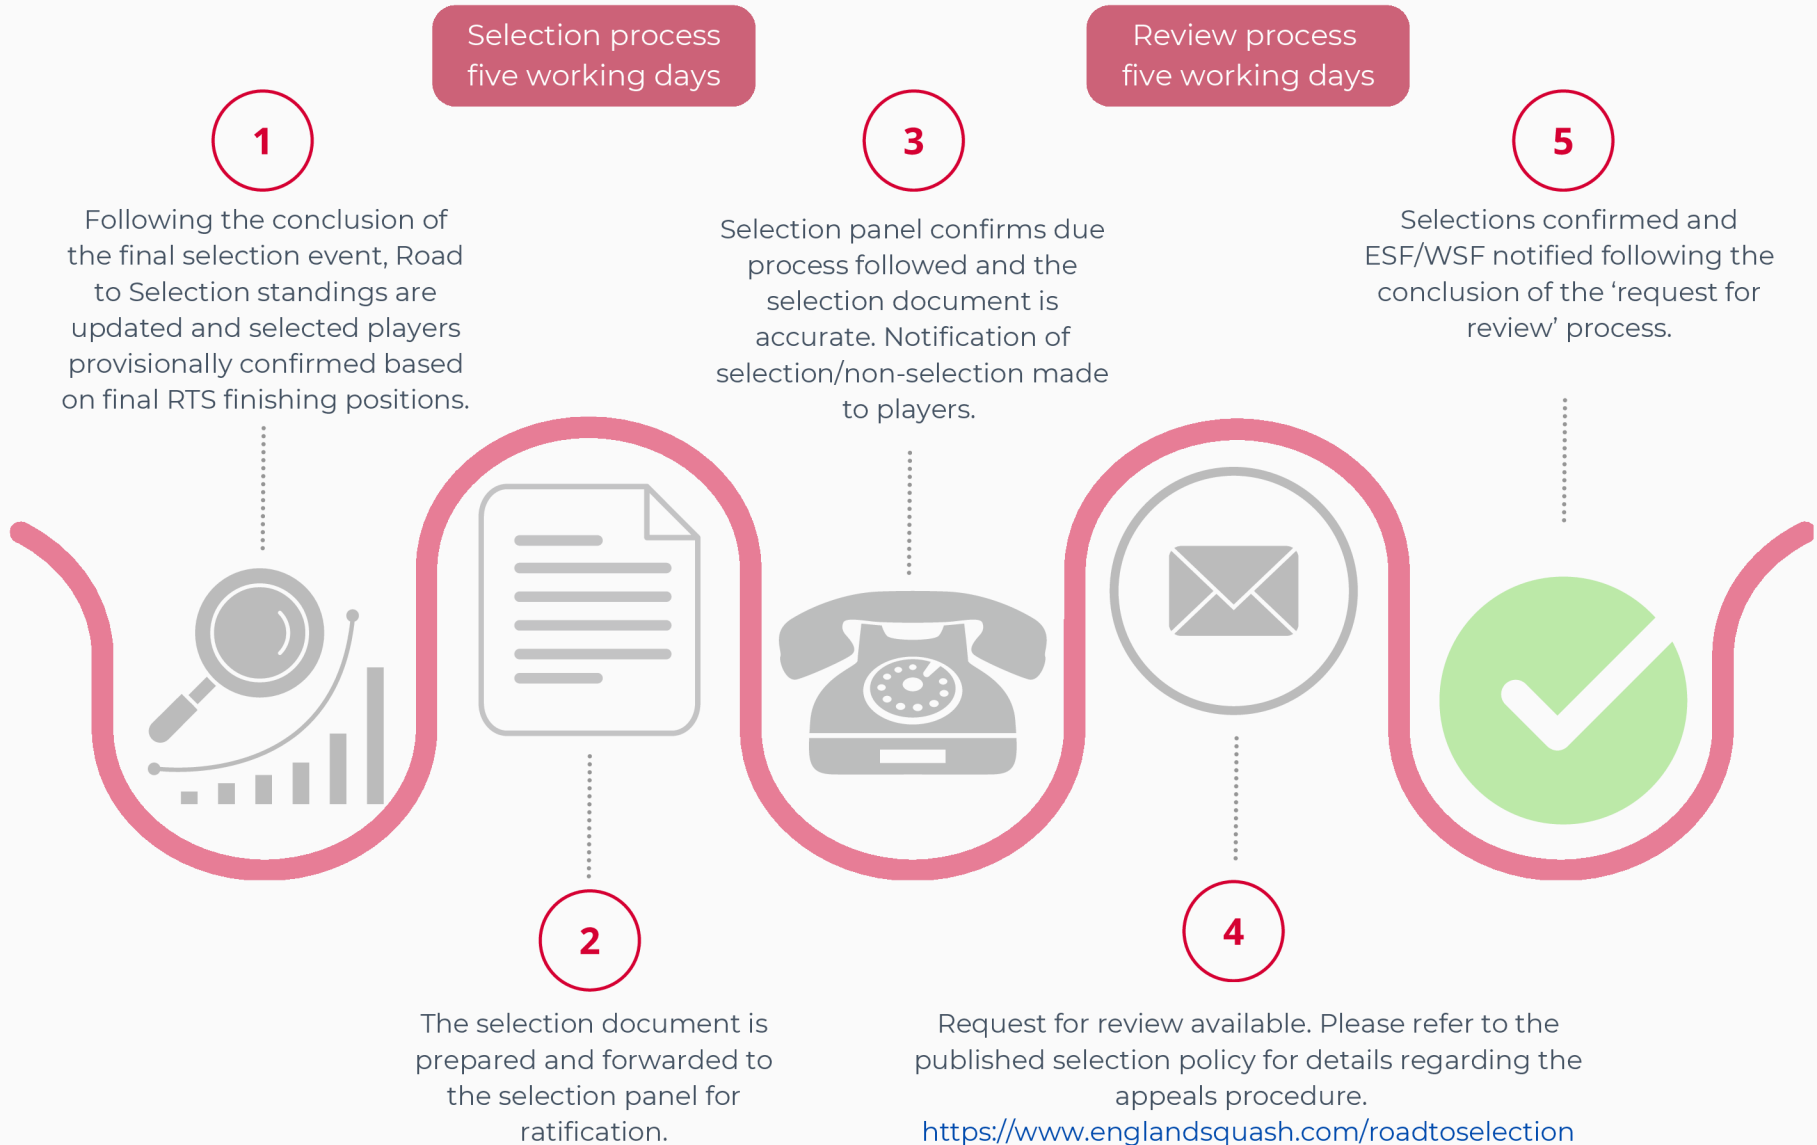 Selection process
five working days
Review process
five working days
1
Following the conclusion of
the final selection event, Road
to Selection standings are
updated and selected players
provisionally confirmed based
on final RTS finishing positions.
2
The selection document is
prepared and forwarded to
the selection panel for
ratification.
3
Selection panel confirms due
process followed and the
selection document is
accurate. Notification of
selection/non-selection made
to players.
4
Request for review available. Please refer to the
published selection policy for details regarding the
appeals procedure.
https://www.englandsquash.com/roadtoselection
5
Selections confirmed and
ESF/WSF notified following the
conclusion of the ‘request for
review’ process.